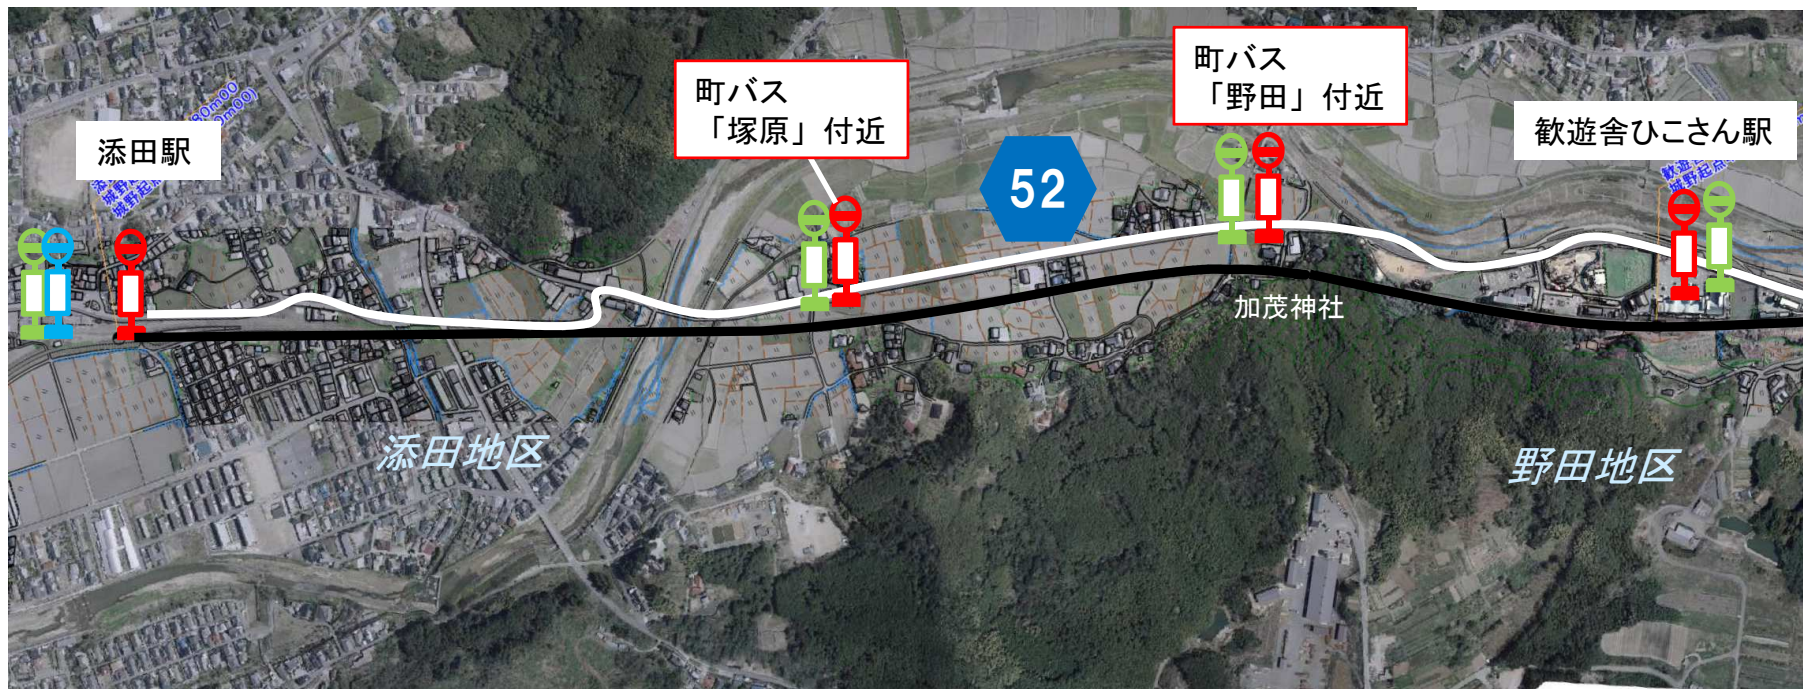 添田駅
町バス
「塚原」付近
町バス
「野田」付近
歓遊舎ひこさん駅
52
加茂神社
添田地区
野田地区